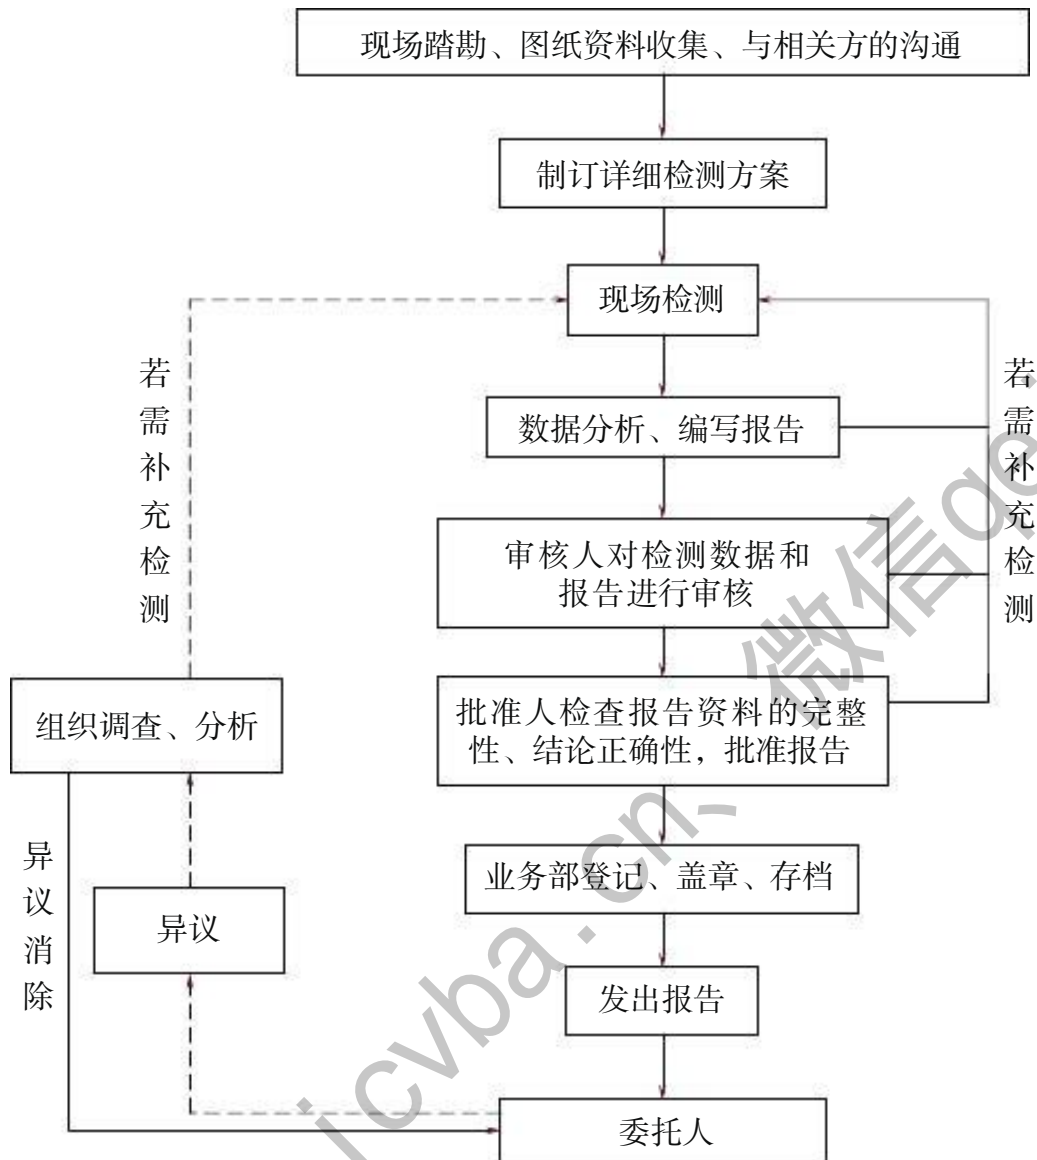 现场踏勘、图纸资料收集、与相关方的沟通
制订详细检测方案
现场检测
若需补充检测
若需补充检测
数据分析、编写报告
审核人对检测数据和
报告进行审核
组织调查、分析
批准人检查报告资料的完整
性、结论正确性，批准报告
异议消除
业务部登记、盖章、存档
异议
发出报告
委托人
jcvba.cn、微信qe